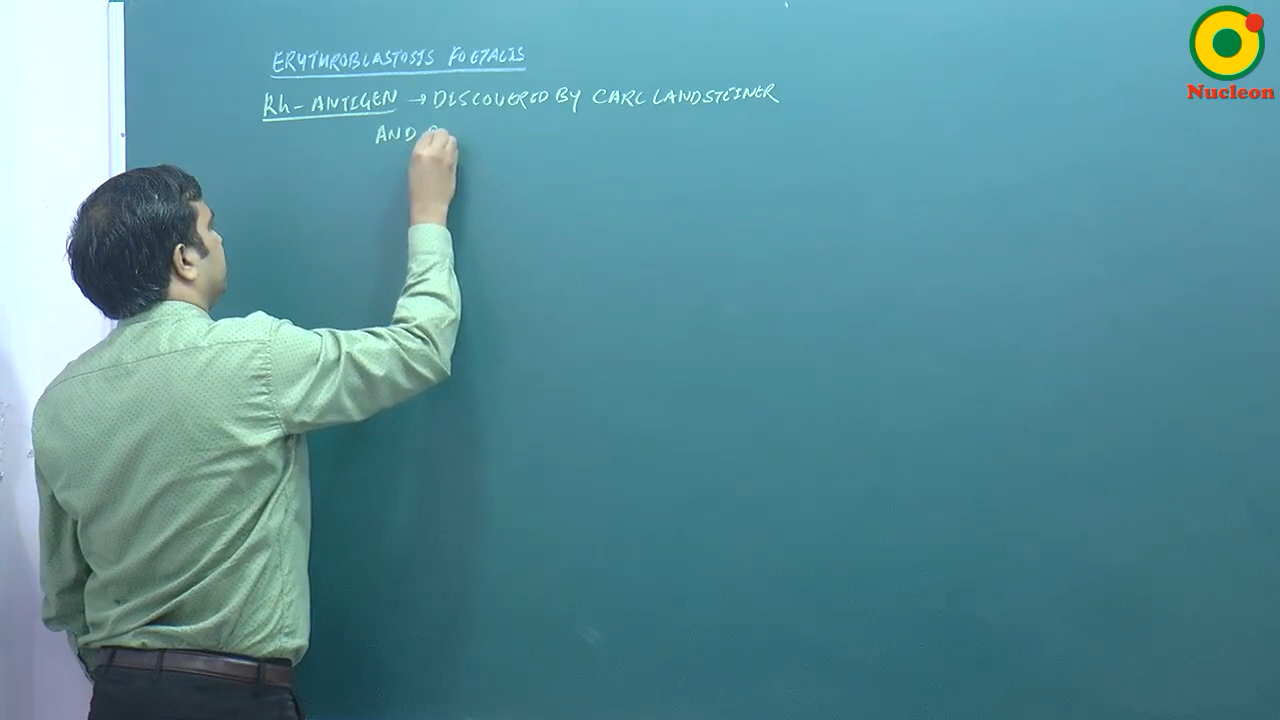 ERYTHROBLASTOSIS FOETALIS
Rh-ANTIGEN → DISCOVERED BY CARL LANDSTEINER
AND
Nucleon